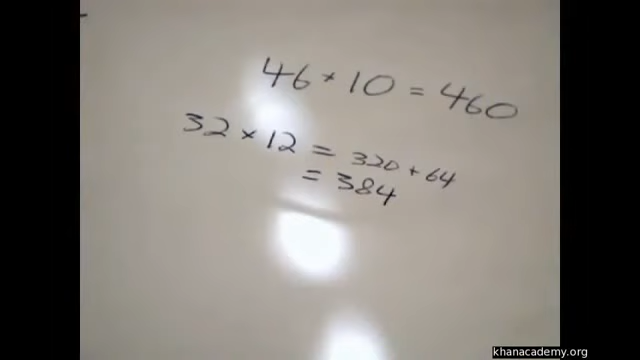 46 × 10 = 460
32 × 12 = 320 + 64
= 384
khanacademy.org